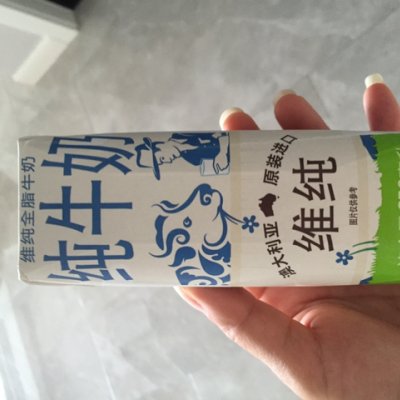 维纯全脂牛奶
纯牛奶
澳大利亚 原装进口
维纯
图片仅供参考